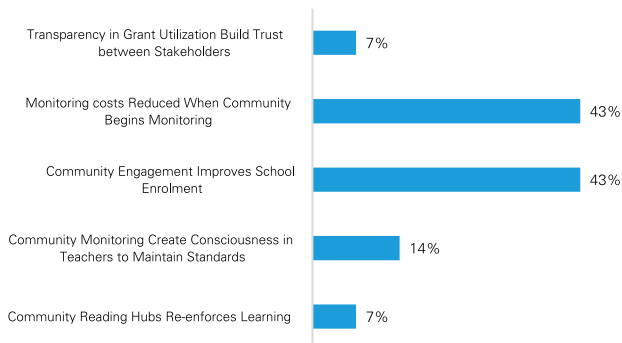 Transparency in Grant Utilization Build Trust
between Stakeholders
7%
Monitoring costs Reduced When Community
Begins Monitoring
43%
Community Engagement Improves School
Enrolment
43%
Community Monitoring Create Consciousness in
Teachers to Maintain Standards
14%
Community Reading Hubs Re-enforces Learning
7%